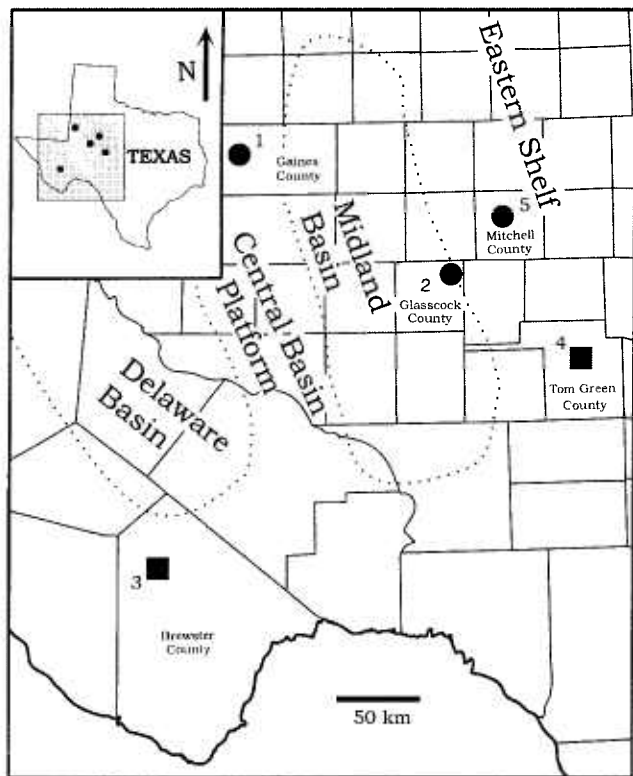 N
TEXAS
Eastern Shelf
1
Gaines
County
5
Mitchell
County
Midland
Basin
2
Glasscock
County
Central Basin
Platform
4
Tom Green
County
Delaware
Basin
3
Brewster
County
50 km